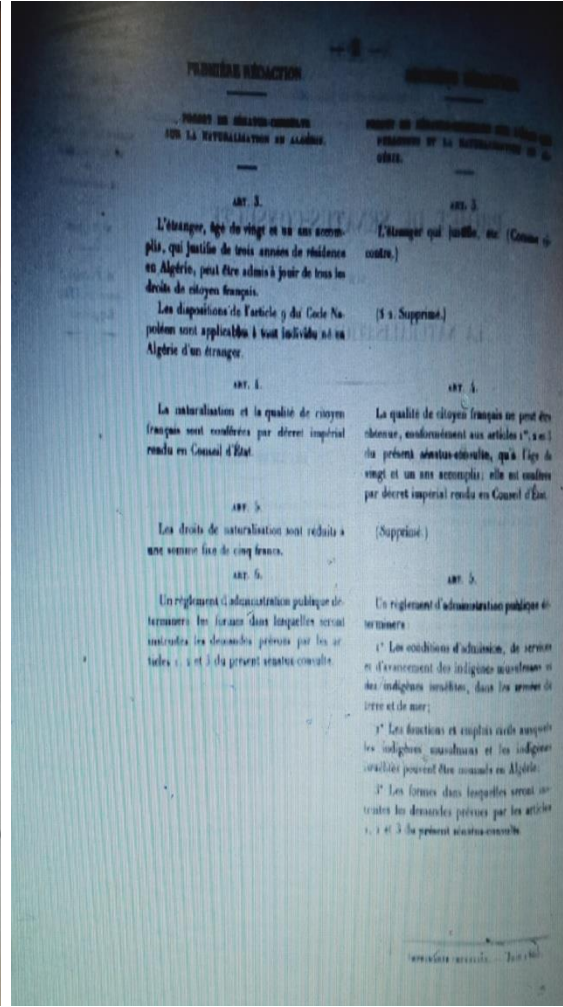 PREMIÈRE RÉDACTION
PROJET DE SÉNATUS-CONSULTE
SUR LA NATURALISATION EN ALGÉRIE.
ART. 3.
L'étranger, âgé de vingt et un ans accom-
plis, qui justifie de trois années de résidence
en Algérie, peut être admis à jouir de tous les
droits de citoyen français.
Les dispositions de l'article 9 du Code Na-
poléon sont applicables à tout individu né en
Algérie d'un étranger.
ART. 4.
La naturalisation et la qualité de citoyen
français sont conférées par décret impérial
rendu en Conseil d'État.
ART. 5.
Les droits de naturalisation sont réduits à
une somme fixe de cinq francs.
ART. 6.
Un règlement d'administration publique dé-
terminera les formes dans lesquelles seront
instruites les demandes prévues par les ar-
ticles 1, 2 et 3 du présent sénatus-consulte.
ET LA NATURALISATION EN AL-
GÉRIE.
ART. 3.
L'étranger qui justifie, etc. (Comme ci-
contre.)
(§ 2. Supprimé.)
ART. 4.
La qualité de citoyen français ne peut être
obtenue, conformément aux articles 1er, 2 et 3
du présent sénatus-consulte, qu'à l'âge de
vingt et un ans accomplis; elle est conférée
par décret impérial rendu en Conseil d'État.
(Supprimé.)
ART. 5.
Un règlement d'administration publique dé-
terminera :
1° Les conditions d'admission, de service
et d'avancement des indigènes musulmans et
des indigènes israélites, dans les armées de
terre et de mer;
2° Les fonctions et emplois civils auxquels
les indigènes musulmans et les indigènes
israélites peuvent être nommés en Algérie;
3° Les formes dans lesquelles seront ins-
truites les demandes prévues par les articles
1, 2 et 3 du présent sénatus-consulte.